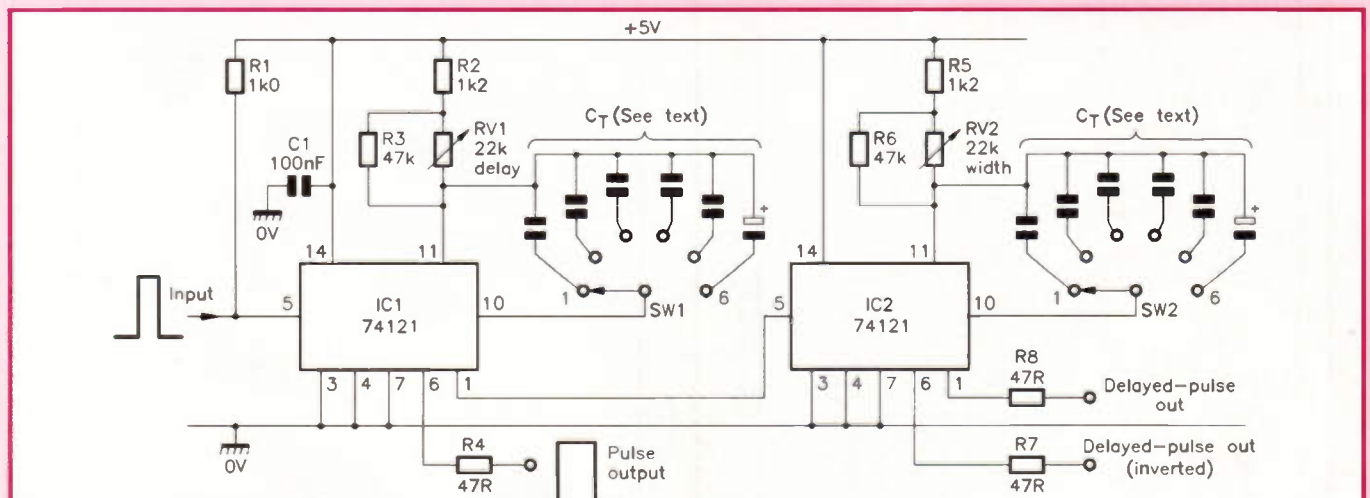 +5V
R1
1k0
R2
1k2
R5
1k2
C1
100nF
R3
47k
RV1
22k
delay
CT (See text)
R6
47k
RV2
22k
width
CT (See text)
0V
+
+
14
11
14
11
Input
5
IC1
74121
10
1
SW1
6
5
IC2
74121
10
1
SW2
6
3
4
7
6
1
3
4
7
6
1
R8
47R
Delayed-pulse
out
0V
R4
47R
Pulse
output
R7
47R
Delayed-pulse out
(inverted)